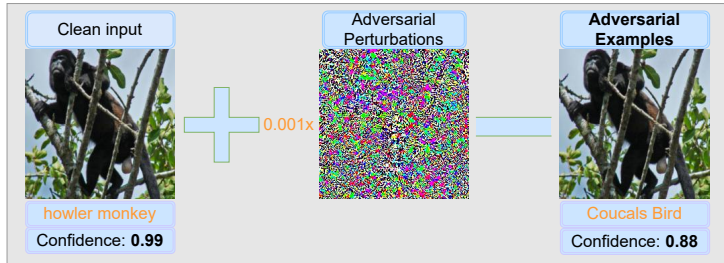 Clean input
Adversarial
Perturbations
Adversarial
Examples
0.001x
howler monkey
Coucals Bird
Confidence: 0.99
Confidence: 0.88